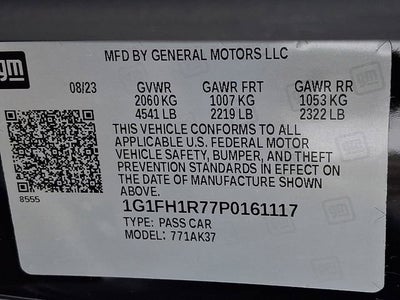 gm
MFD BY GENERAL MOTORS LLC
08/23 GVWR GAWR FRT GAWR RR
2060 KG 1007 KG 1053 KG
4541 LB 2219 LB 2322 LB
THIS VEHICLE CONFORMS TO ALL
APPLICABLE U.S. FEDERAL MOTOR
VEHICLE SAFETY, BUMPER, AND THEFT
PREVENTION STANDARDS IN EFFECT ON
THE DATE OF MANUFACTURE SHOWN
ABOVE.
8555
1G1FH1R77P0161117
TYPE: PASS CAR
MODEL: 771AK37